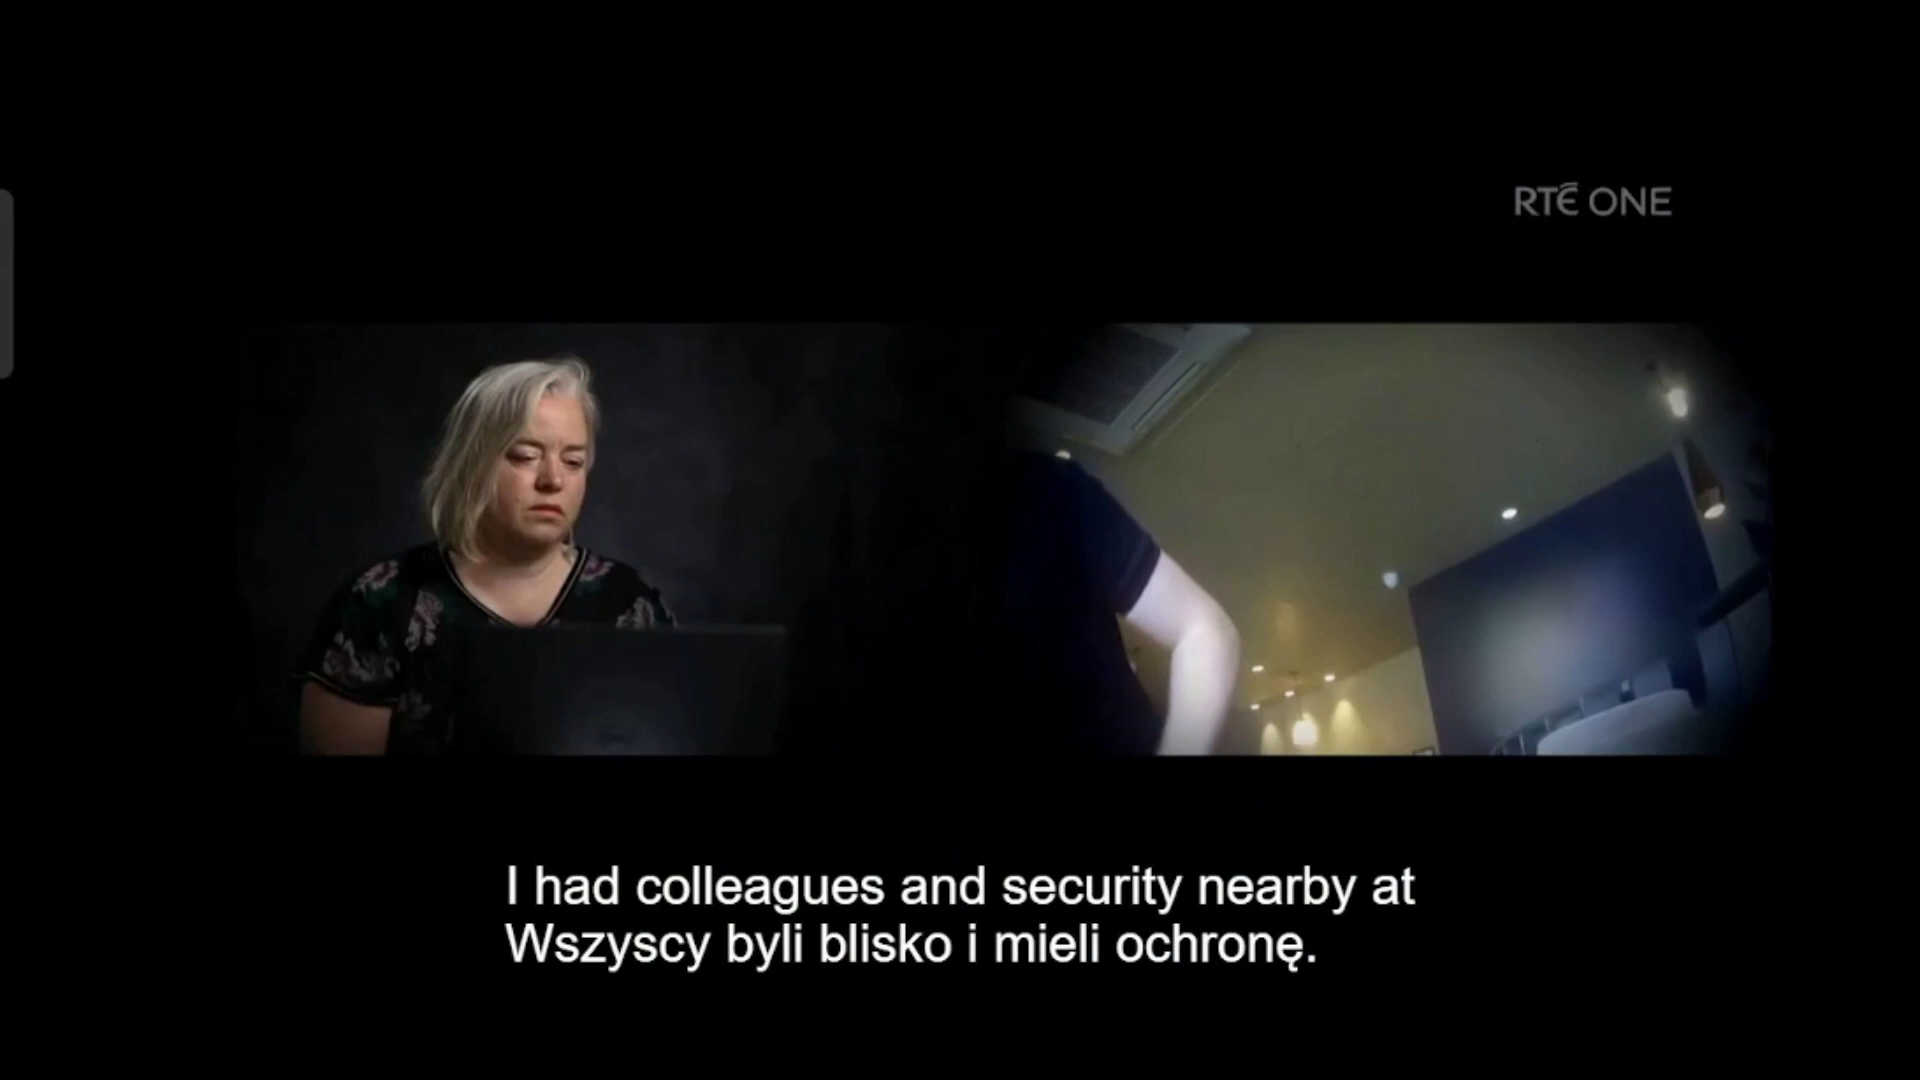 RTÉ ONE
I had colleagues and security nearby at
Wszyscy byli blisko i mieli ochronę.